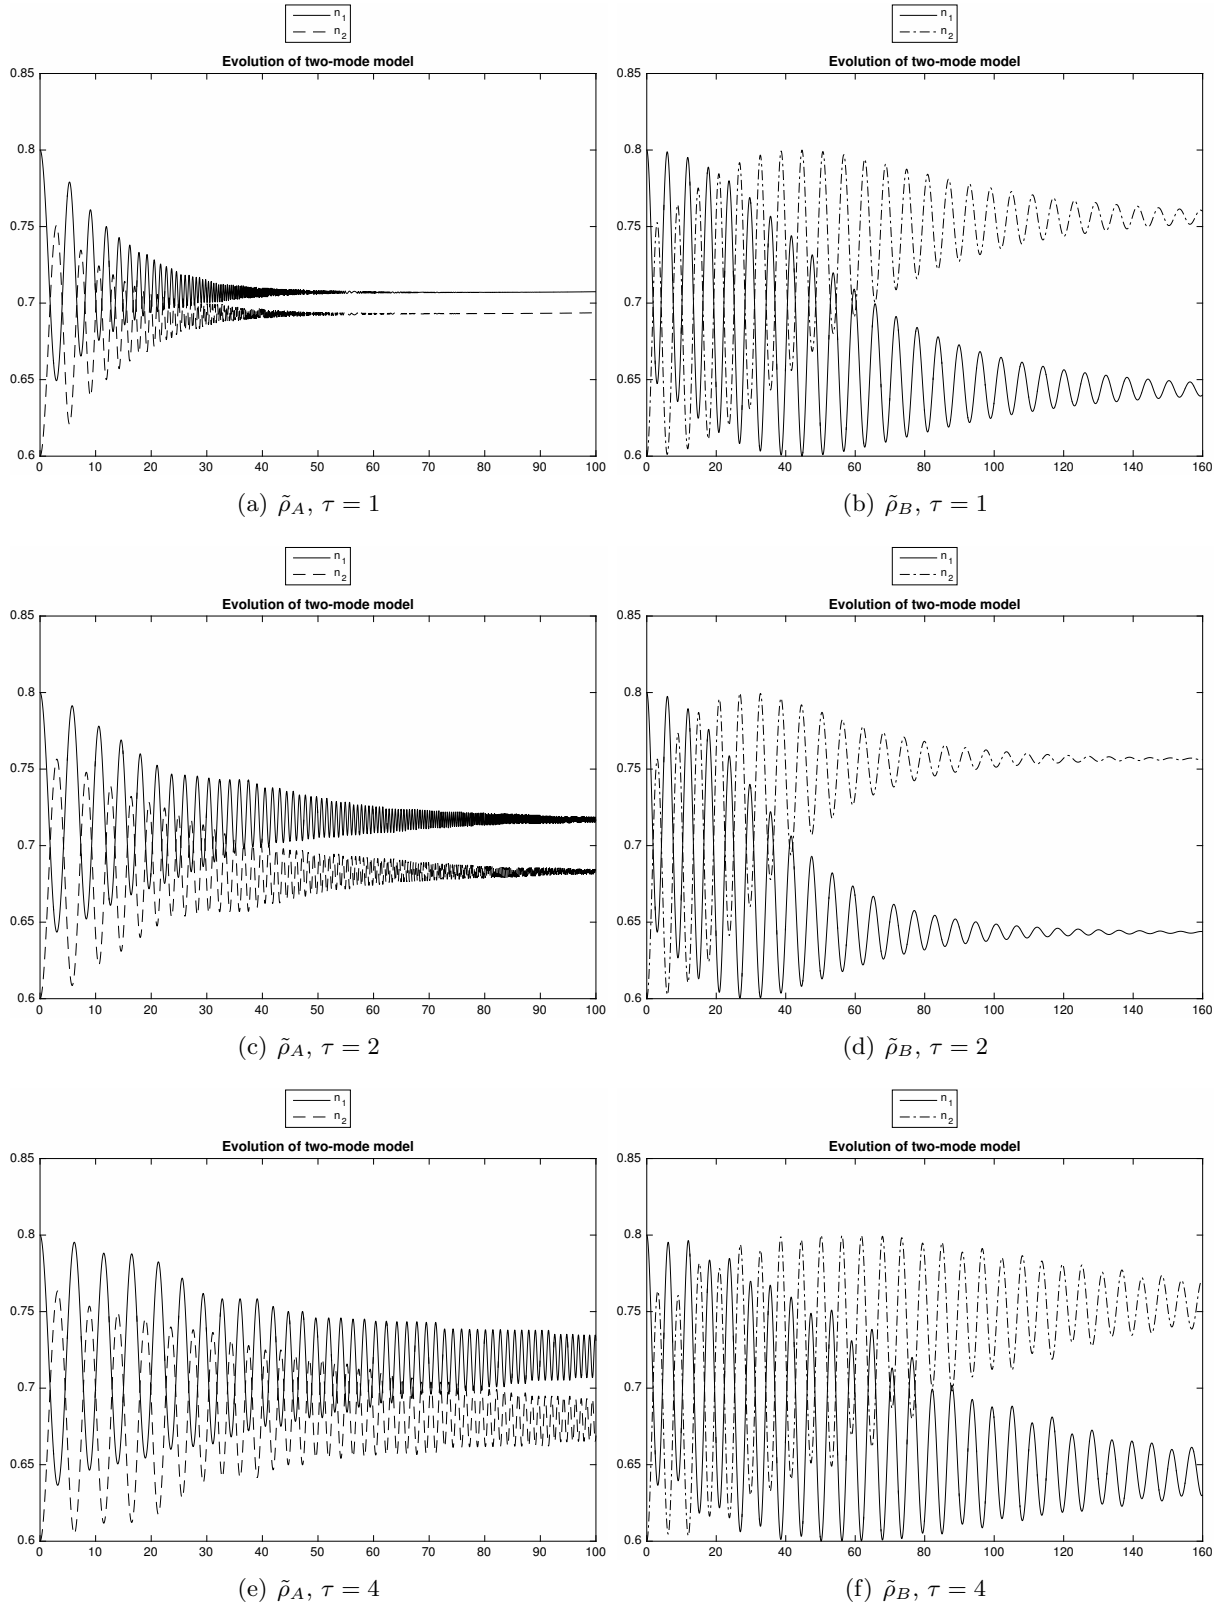 n1
n2
Evolution of two-mode model
0.85
0.8
0.75
0.7
0.65
0.6
0 10 20 30 40 50 60 70 80 90 100
(a) ρ̃A, τ = 1
n1
n2
Evolution of two-mode model
0.85
0.8
0.75
0.7
0.65
0.6
0 20 40 60 80 100 120 140 160
(b) ρ̃B, τ = 1
n1
n2
Evolution of two-mode model
0.85
0.8
0.75
0.7
0.65
0.6
0 10 20 30 40 50 60 70 80 90 100
(c) ρ̃A, τ = 2
n1
n2
Evolution of two-mode model
0.85
0.8
0.75
0.7
0.65
0.6
0 20 40 60 80 100 120 140 160
(d) ρ̃B, τ = 2
n1
n2
Evolution of two-mode model
0.85
0.8
0.75
0.7
0.65
0.6
0 10 20 30 40 50 60 70 80 90 100
(e) ρ̃A, τ = 4
n1
n2
Evolution of two-mode model
0.85
0.8
0.75
0.7
0.65
0.6
0 20 40 60 80 100 120 140 160
(f) ρ̃B, τ = 4